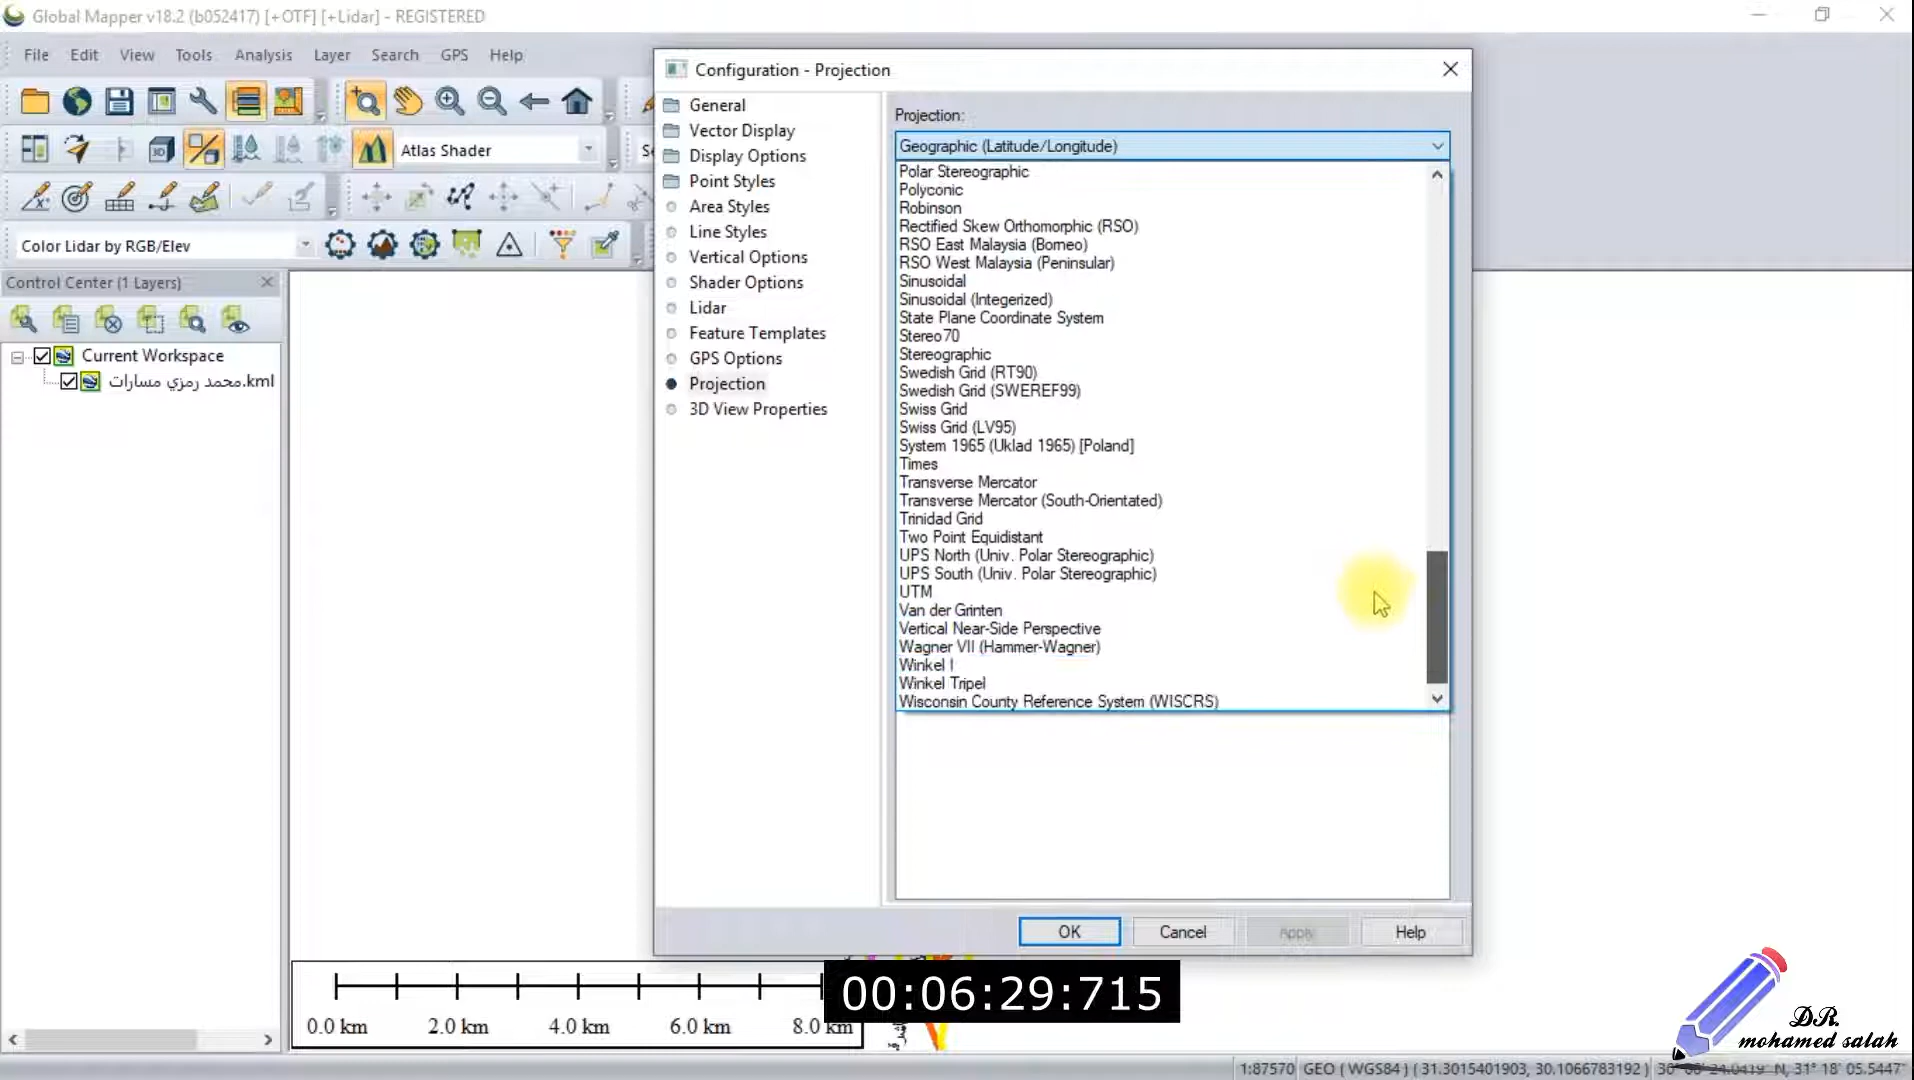 Global Mapper v18.2 (b052417) [+OTF] [+Lidar] - REGISTERED
File Edit View Tools Analysis Layer Search GPS Help
Atlas Shader
Color Lidar by RGB/Elev
Control Center (1 Layers)
Current Workspace
محمد رمزي مسارات.kml
Configuration - Projection
General
Vector Display
Display Options
Point Styles
Area Styles
Line Styles
Vertical Options
Shader Options
Lidar
Feature Templates
GPS Options
Projection
3D View Properties
Projection:
Geographic (Latitude/Longitude)
Polar Stereographic
Polyconic
Robinson
Rectified Skew Orthomorphic (RSO)
RSO East Malaysia (Borneo)
RSO West Malaysia (Peninsular)
Sinusoidal
Sinusoidal (Integerized)
State Plane Coordinate System
Stereo70
Stereographic
Swedish Grid (RT90)
Swedish Grid (SWEREF99)
Swiss Grid
Swiss Grid (LV95)
System 1965 (Uklad 1965) [Poland]
Times
Transverse Mercator
Transverse Mercator (South-Orientated)
Trinidad Grid
Two Point Equidistant
UPS North (Univ. Polar Stereographic)
UPS South (Univ. Polar Stereographic)
UTM
Van der Grinten
Vertical Near-Side Perspective
Wagner VII (Hammer-Wagner)
Winkel I
Winkel Tripel
Wisconsin County Reference System (WISCRS)
OK Cancel Apply Help
00:06:29:715
0.0 km 2.0 km 4.0 km 6.0 km 8.0 km
DR.
mohamed salah
1:87570 GEO ( WGS84 ) ( 31.3015401903, 30.1066783192 ) 31° 18' 05.5447"